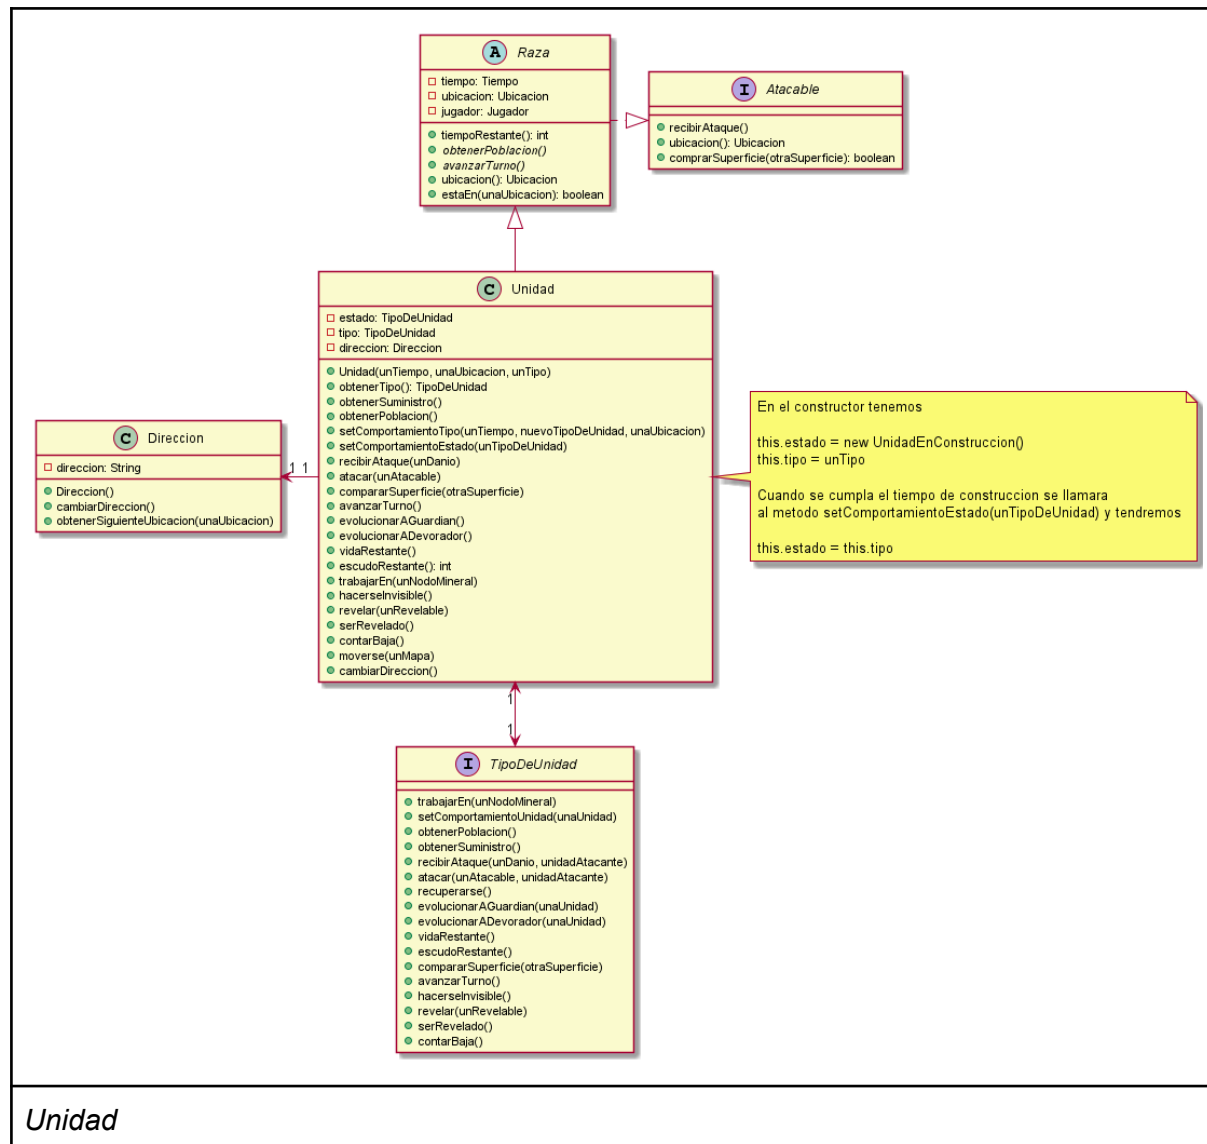 A Raza
tiempo: Tiempo
ubicacion: Ubicacion
jugador: Jugador
tiempoRestante(): int
obtenerPoblacion()
avanzarTurno()
ubicacion(): Ubicacion
estaEn(unaUbicacion): boolean
I Atacable
recibirAtaque()
ubicacion(): Ubicacion
comprarSuperficie(otraSuperficie): boolean
C Unidad
estado: TipoDeUnidad
tipo: TipoDeUnidad
direccion: Direccion
Unidad(unTiempo, unaUbicacion, unTipo)
obtenerTipo(): TipoDeUnidad
obtenerSuministro()
obtenerPoblacion()
setComportamientoTipo(unTiempo, nuevoTipoDeUnidad, unaUbicacion)
setComportamientoEstado(unTipoDeUnidad)
recibirAtaque(unDanio)
atacar(unAtacable)
compararSuperficie(otraSuperficie)
avanzarTurno()
evolucionarAGuardian()
evolucionarADevorador()
vidaRestante()
escudoRestante(): int
trabajarEn(unNodoMineral)
hacerseInvisible()
revelar(unRevelable)
serRevelado()
contarBaja()
moverse(unMapa)
cambiarDireccion()
En el constructor tenemos
this.estado = new UnidadEnConstruccion()
this.tipo = unTipo
Cuando se cumpla el tiempo de construccion se llamara
al metodo setComportamientoEstado(unTipoDeUnidad) y tendremos
this.estado = this.tipo
C Direccion
direccion: String
Direccion()
cambiarDireccion()
obtenerSiguienteUbicacion(unaUbicacion)
1 1
1
1
I TipoDeUnidad
trabajarEn(unNodoMineral)
setComportamientoUnidad(unaUnidad)
obtenerPoblacion()
obtenerSuministro()
recibirAtaque(unDanio, unidadAtacante)
atacar(unAtacable, unidadAtacante)
recuperarse()
evolucionarAGuardian(unaUnidad)
evolucionarADevorador(unaUnidad)
vidaRestante()
escudoRestante()
compararSuperficie(otraSuperficie)
avanzarTurno()
hacerseInvisible()
revelar(unRevelable)
serRevelado()
contarBaja()
Unidad